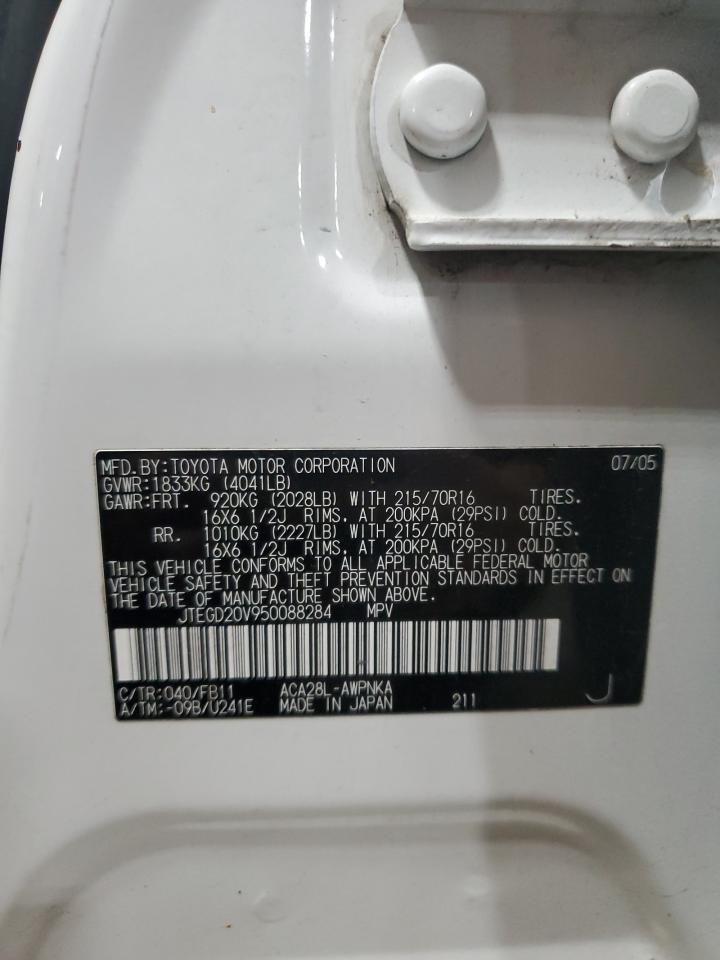 MFD.BY:TOYOTA MOTOR CORPORATION 07/05
GVWR:1833KG (4041LB)
GAWR:FRT. 920KG (2028LB) WITH 215/70R16 TIRES.
16X6 1/2J RIMS, AT 200KPA (29PSI) COLD.
RR. 1010KG (2227LB) WITH 215/70R16 TIRES.
16X6 1/2J RIMS, AT 200KPA (29PSI) COLD.
THIS VEHICLE CONFORMS TO ALL APPLICABLE FEDERAL MOTOR
VEHICLE SAFETY AND THEFT PREVENTION STANDARDS IN EFFECT ON
THE DATE OF MANUFACTURE SHOWN ABOVE.
JTEGD20V950088284 MPV
C/TR:040/FB11 ACA28L-AWPNKA J
A/TM:-09B/U241E MADE IN JAPAN 211